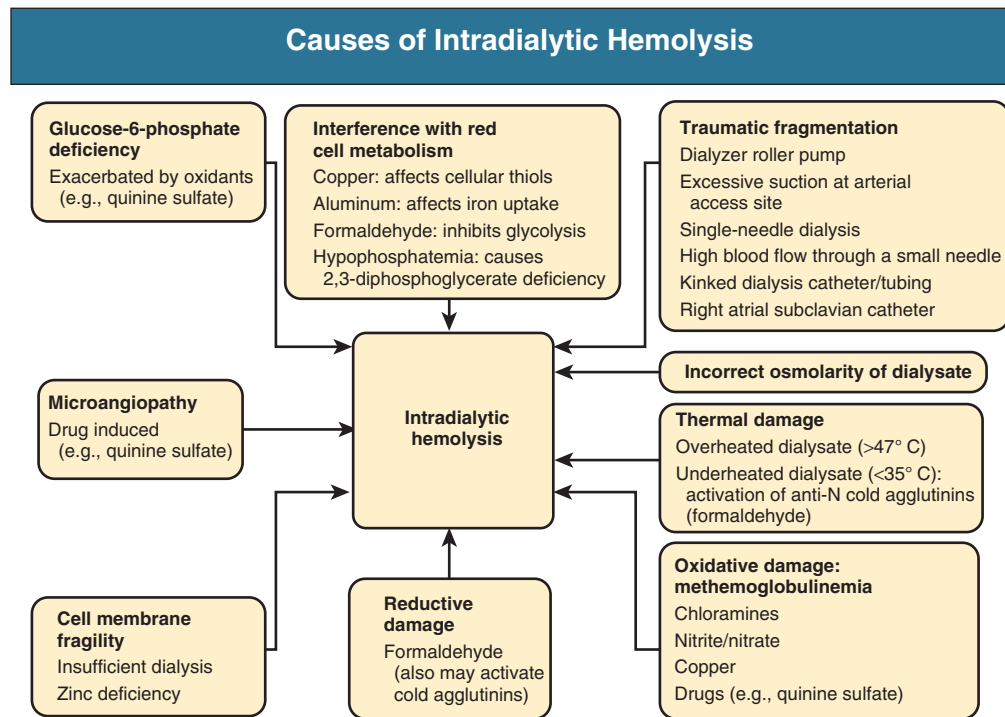 Causes of Intradialytic Hemolysis
Glucose-6-phosphate
deficiency
Exacerbated by oxidants
(e.g., quinine sulfate)
Interference with red
cell metabolism
Copper: affects cellular thiols
Aluminum: affects iron uptake
Formaldehyde: inhibits glycolysis
Hypophosphatemia: causes
2,3-diphosphoglycerate deficiency
Traumatic fragmentation
Dialyzer roller pump
Excessive suction at arterial
access site
Single-needle dialysis
High blood flow through a small needle
Kinked dialysis catheter/tubing
Right atrial subclavian catheter
Incorrect osmolarity of dialysate
Microangiopathy
Drug induced
(e.g., quinine sulfate)
Intradialytic
hemolysis
Thermal damage
Overheated dialysate (>47° C)
Underheated dialysate (<35° C):
activation of anti-N cold agglutinins
(formaldehyde)
Cell membrane
fragility
Insufficient dialysis
Zinc deficiency
Reductive
damage
Formaldehyde
(also may activate
cold agglutinins)
Oxidative damage:
methemoglobulinemia
Chloramines
Nitrite/nitrate
Copper
Drugs (e.g., quinine sulfate)